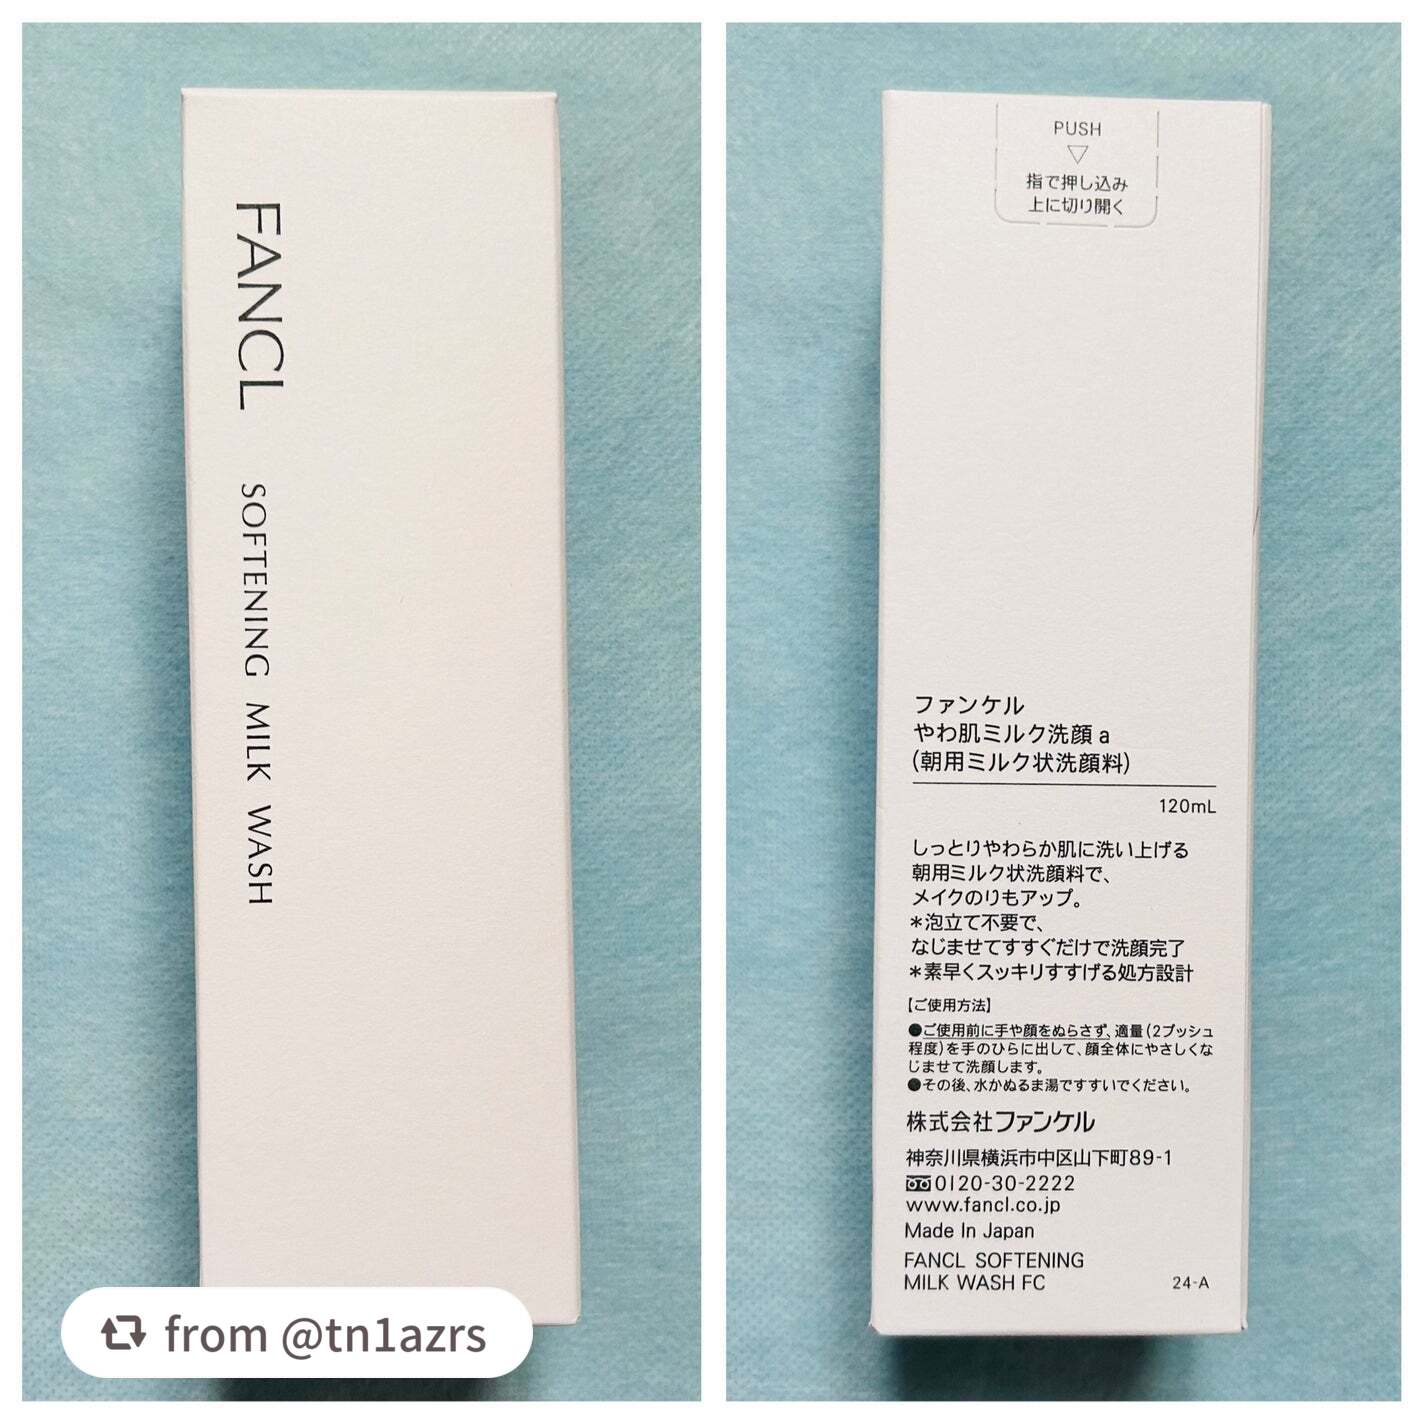 FANCL SOFTENING MILK WASH
from @tn1azrs
PUSH
指で押し込み
上に切り開く
ファンケル
やわ肌ミルク洗顔 a
(朝用ミルク状洗顔料)
120mL
しっとりやわらか肌に洗い上げる
朝用ミルク状洗顔料で、
メイクのりもアップ。
*泡立て不要で、
なじませてすすぐだけで洗顔完了
*素早くスッキリすすげる処方設計
【ご使用方法】
●ご使用前に手や顔をぬらさず、適量(2プッシュ
程度)を手のひらに出して、顔全体にやさしくな
じませて洗顔します。
●その後、水かぬるま湯ですすいでください。
株式会社ファンケル
神奈川県横浜市中区山下町89-1
0120-30-2222
www.fancl.co.jp
Made In Japan
FANCL SOFTENING
MILK WASH FC 24-A